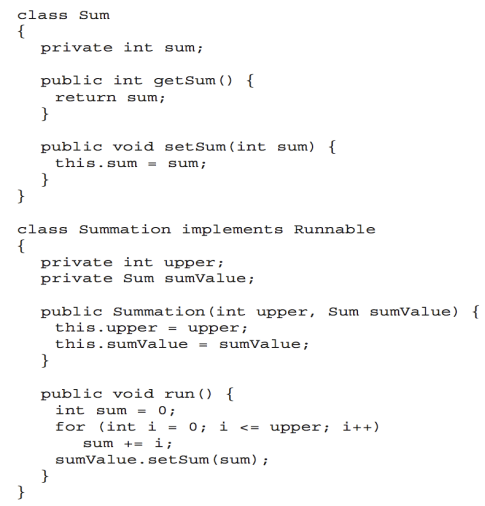 class Sum
{
private int sum;
public int getSum() {
return sum;
}
public void setSum(int sum) {
this.sum = sum;
}
}
class Summation implements Runnable
{
private int upper;
private Sum sumValue;
public Summation(int upper, Sum sumValue) {
this.upper = upper;
this.sumValue = sumValue;
}
public void run() {
int sum = 0;
for (int i = 0; i <= upper; i++)
sum += i;
sumValue.setSum(sum);
}
}